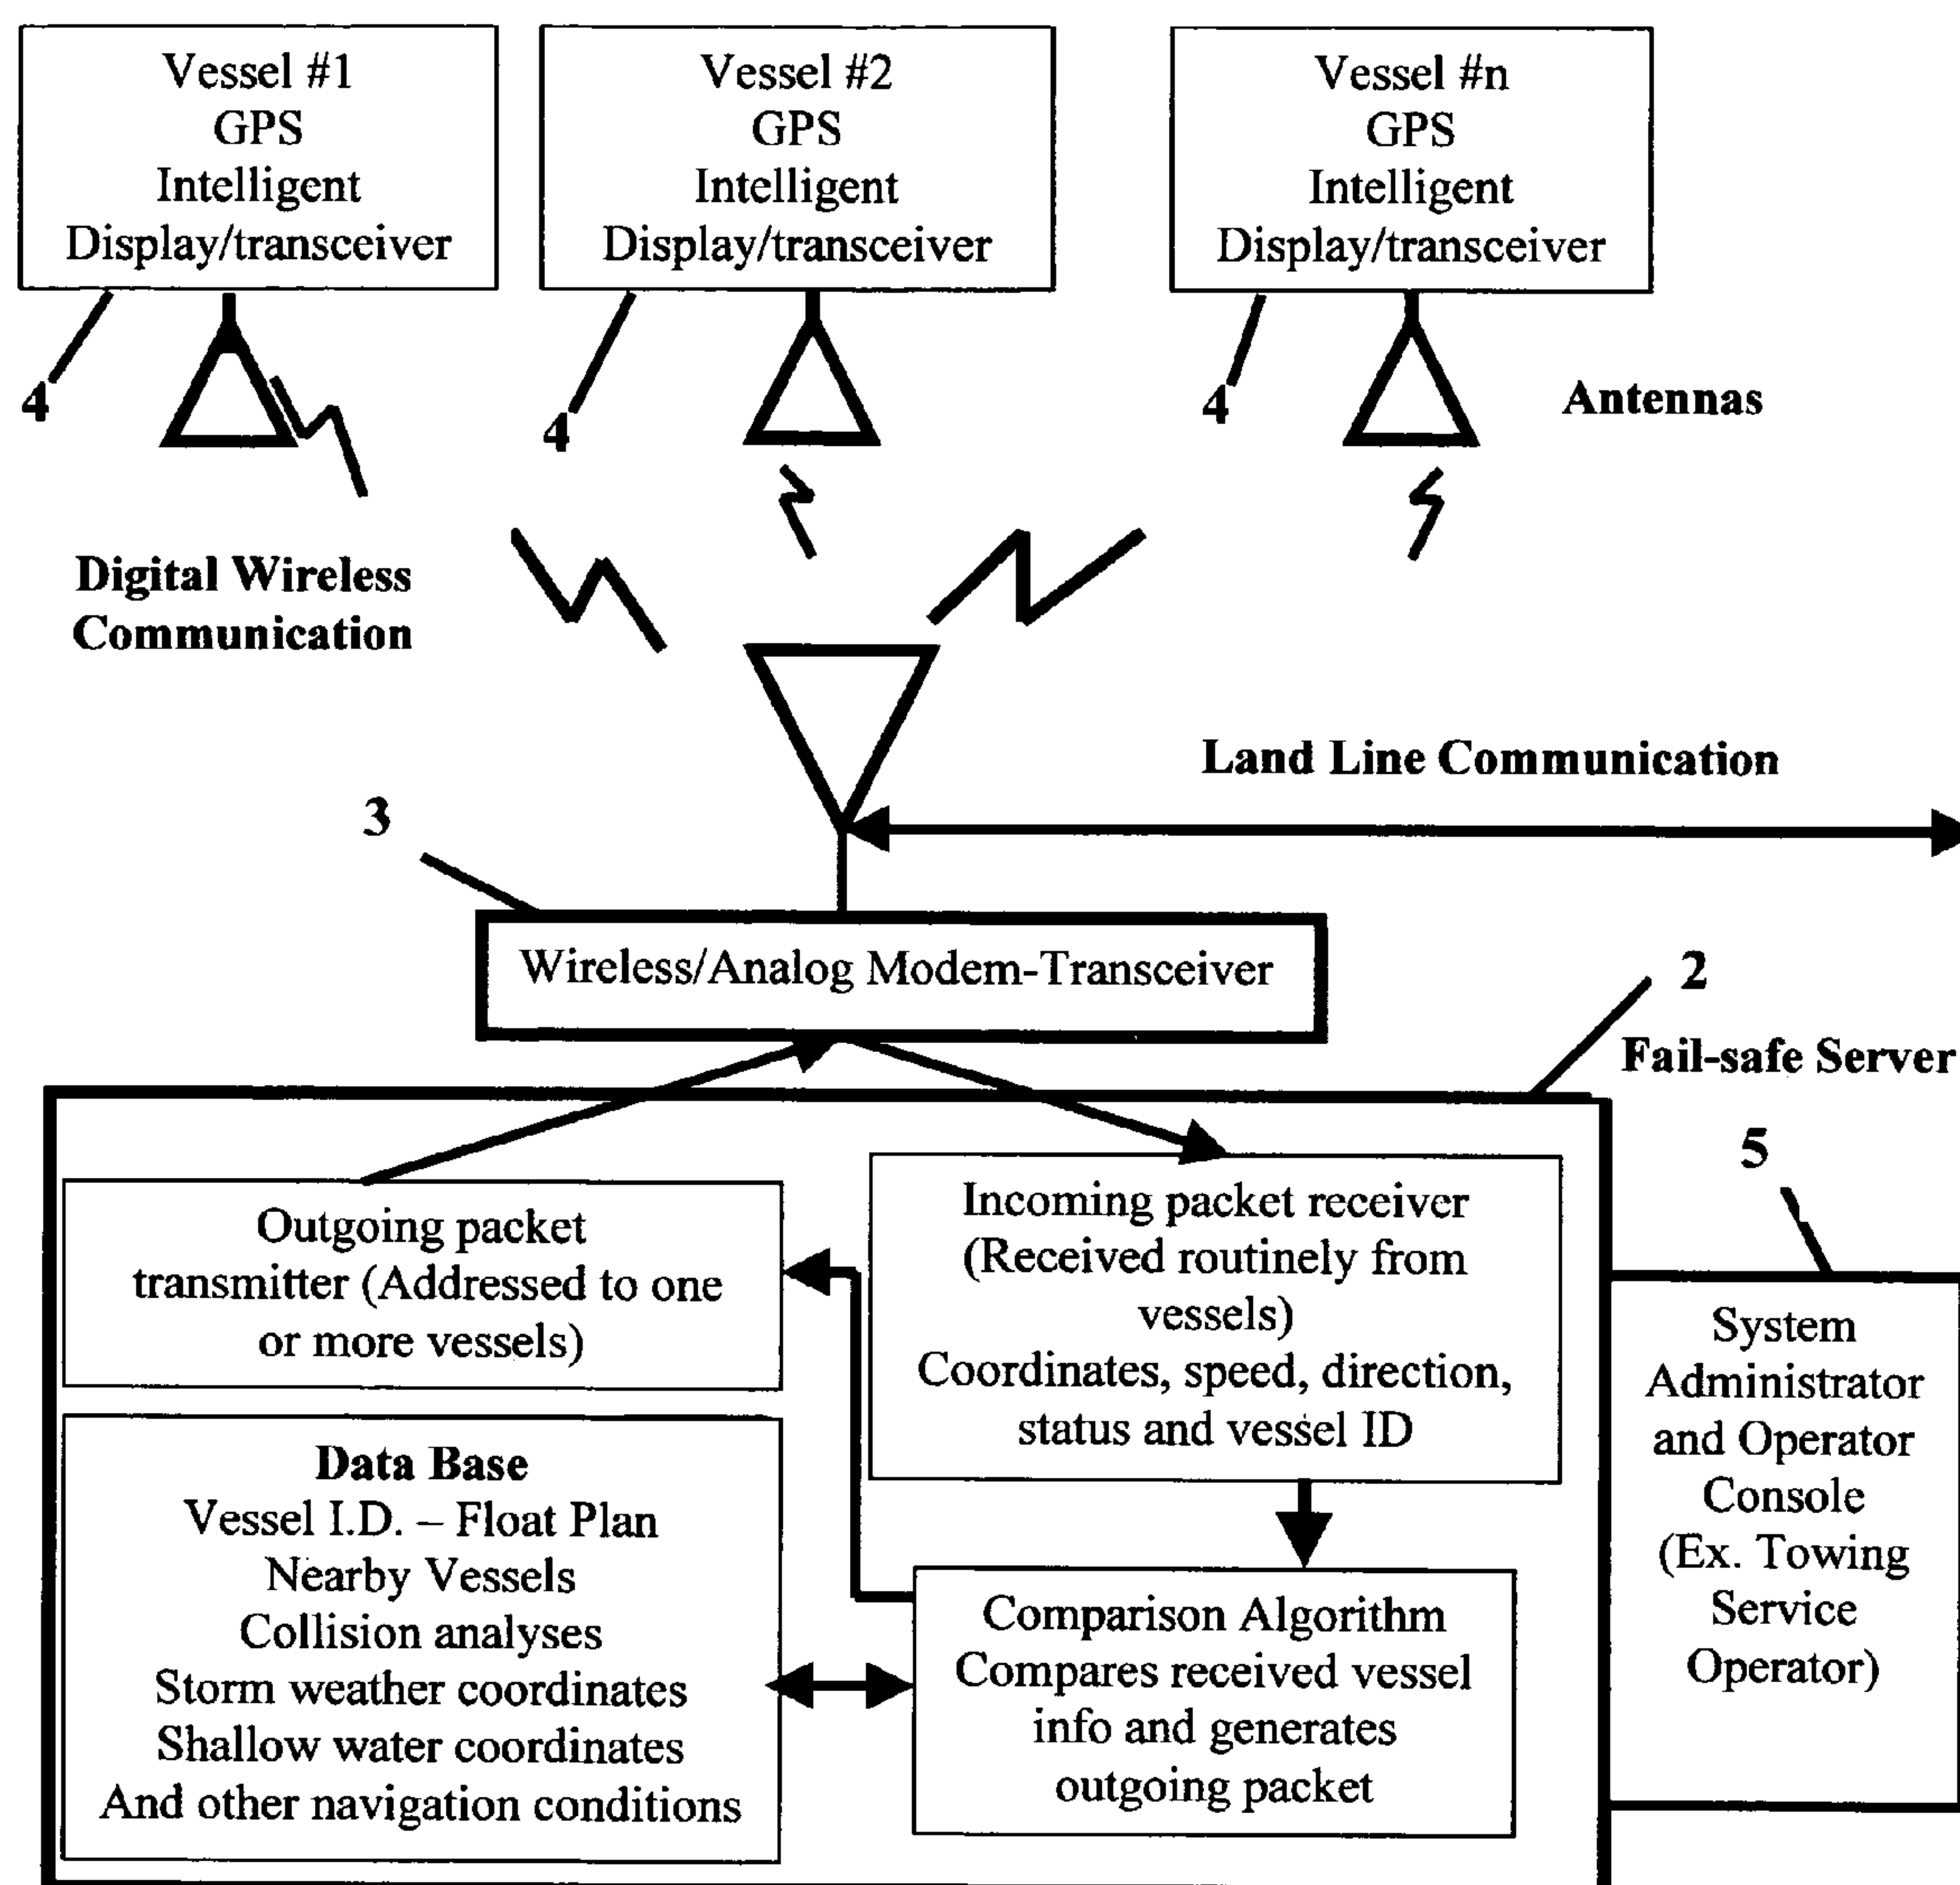 Vessel #1
GPS
Intelligent
Display/transceiver
Vessel #2
GPS
Intelligent
Display/transceiver
Vessel #n
GPS
Intelligent
Display/transceiver
4
4
4
Antennas
Digital Wireless
Communication
Land Line Communication
3
Wireless/Analog Modem-Transceiver
2
Fail-safe Server
5
Outgoing packet
transmitter (Addressed to one
or more vessels)
Incoming packet receiver
(Received routinely from
vessels)
Coordinates, speed, direction,
status and vessel ID
System
Administrator
and Operator
Console
(Ex. Towing
Service
Operator)
Data Base
Vessel I.D. – Float Plan
Nearby Vessels
Collision analyses
Storm weather coordinates
Shallow water coordinates
And other navigation conditions
Comparison Algorithm
Compares received vessel
info and generates
outgoing packet